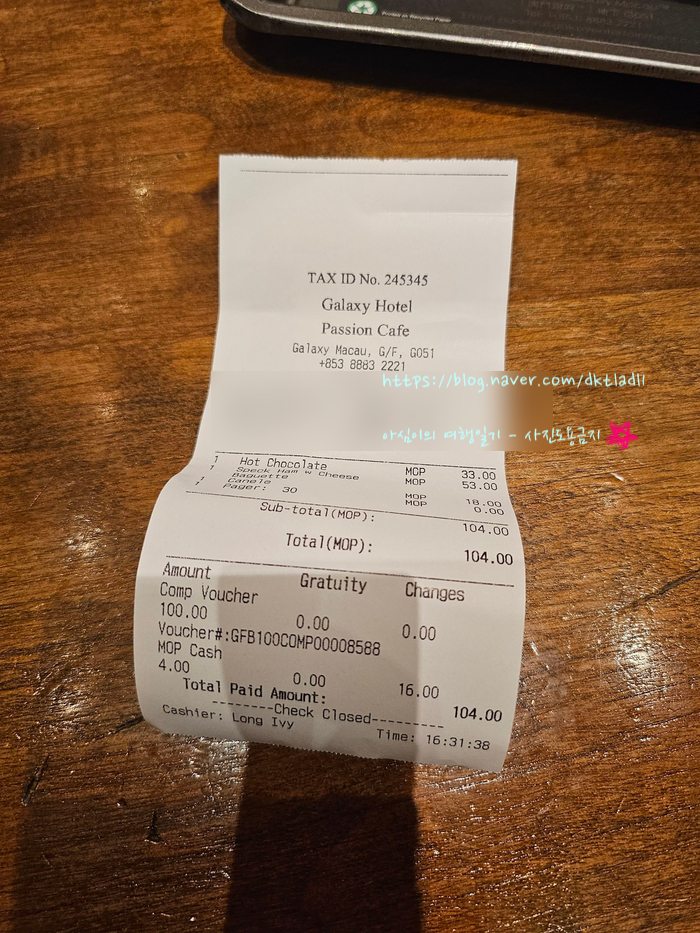 TAX ID No. 245345
Galaxy Hotel
Passion Cafe
Galaxy Macau, G/F, G051
+853 8883 2221
https://blog.naver.com/dktladll
아심이의 여행일기 - 사진도용금지
1 Hot Chocolate MOP 33.00
1 Speck Ham w Cheese MOP 53.00
Baguette
1 Canele MOP 18.00
Pager: 30 MOP 0.00
Sub-total(MOP): 104.00
Total(MOP): 104.00
Amount Gratuity Changes
Comp Voucher
100.00 0.00 0.00
Voucher#:GFB100COMP00008588
MOP Cash
4.00 0.00 16.00
Total Paid Amount: 104.00
--------Check Closed---------
Cashier: Long Ivy Time: 16:31:38